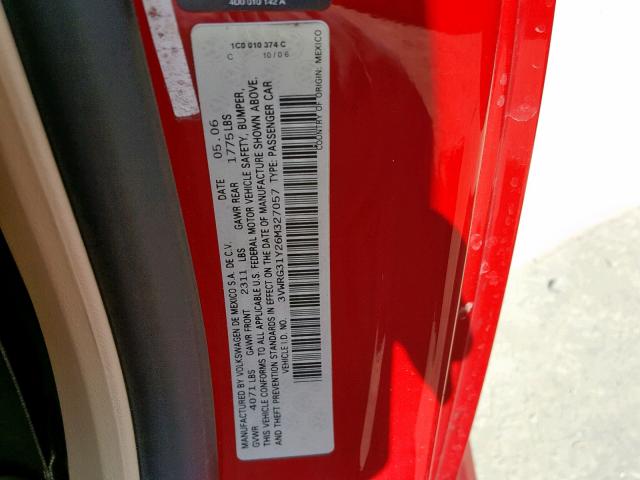 4D0 010 142 A
1C0 010 374 C
C 10/06
MANUFACTURED BY VOLKSWAGEN DE MEXICO S.A. DE C.V. DATE 05.06
GVWR 4071 LBS GAWR FRONT 2311 LBS GAWR REAR 1775 LBS
THIS VEHICLE CONFORMS TO ALL APPLICABLE U.S. FEDERAL MOTOR VEHICLE SAFETY, BUMPER,
AND THEFT PREVENTION STANDARDS IN EFFECT ON THE DATE OF MANUFACTURE SHOWN ABOVE.
VEHICLE I.D. NO. 3VWRG31Y26M327057 TYPE: PASSENGER CAR
COUNTRY OF ORIGIN: MEXICO